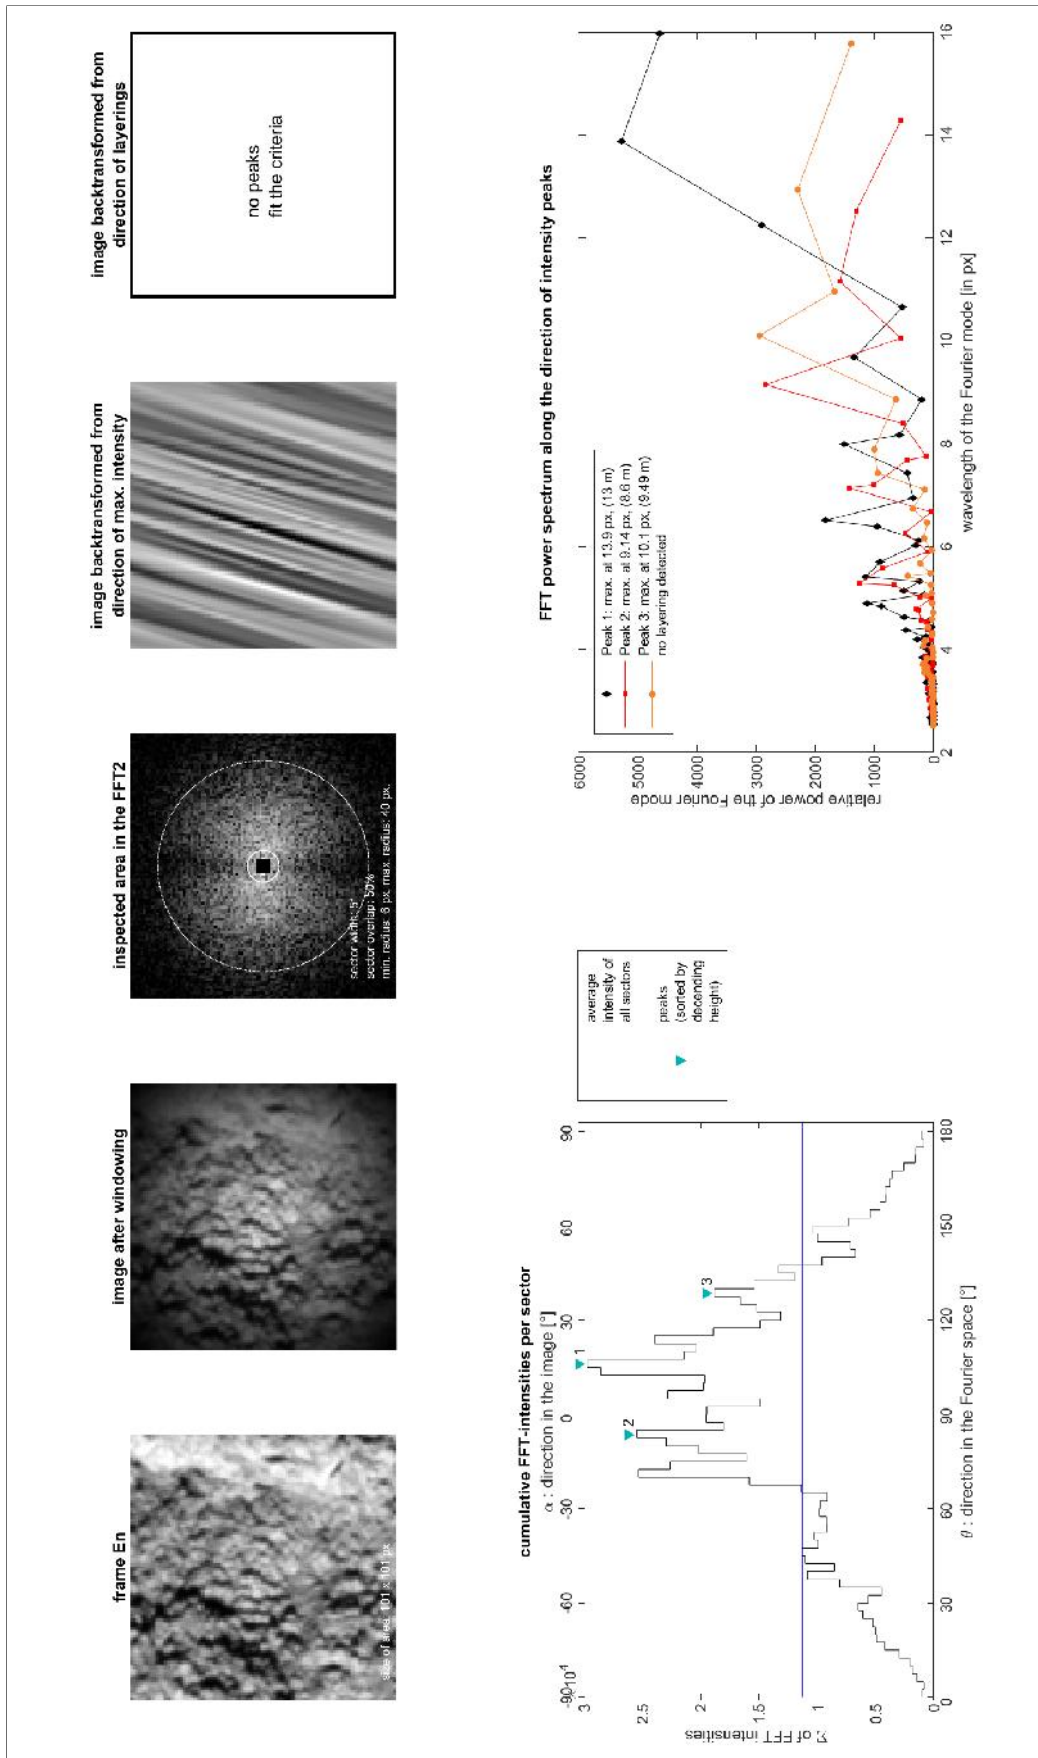 frame En
size of area: 101 x 101 px
image after windowing
inspected area in the FFT2
sector width: 5°
sector overlap: 50%
min. radius: 6 px, max. radius: 40 px.
image backtransformed from
direction of max. intensity
image backtransformed from
direction of layerings
no peaks
fit the criteria
cumulative FFT-intensities per sector
α : direction in the image [°]
-90 -60 -30 0 30 60 90
10⁴
3
2.5
2
1.5
1
0.5
0
Σ of FFT intensities
1
2
3
0 30 60 90 120 150 180
θ : direction in the Fourier space [°]
average
intensity of
all sectors
peaks
(sorted by
decending
height)
FFT power spectrum along the direction of intensity peaks
6000
5000
4000
3000
2000
1000
0
relative power of the Fourier mode
Peak 1: max. at 13.9 px, (13 m)
Peak 2: max. at 9.14 px, (8.6 m)
Peak 3: max. at 10.1 px, (9.49 m)
no layering detected
2 4 6 8 10 12 14 16
wavelength of the Fourier mode [in px]